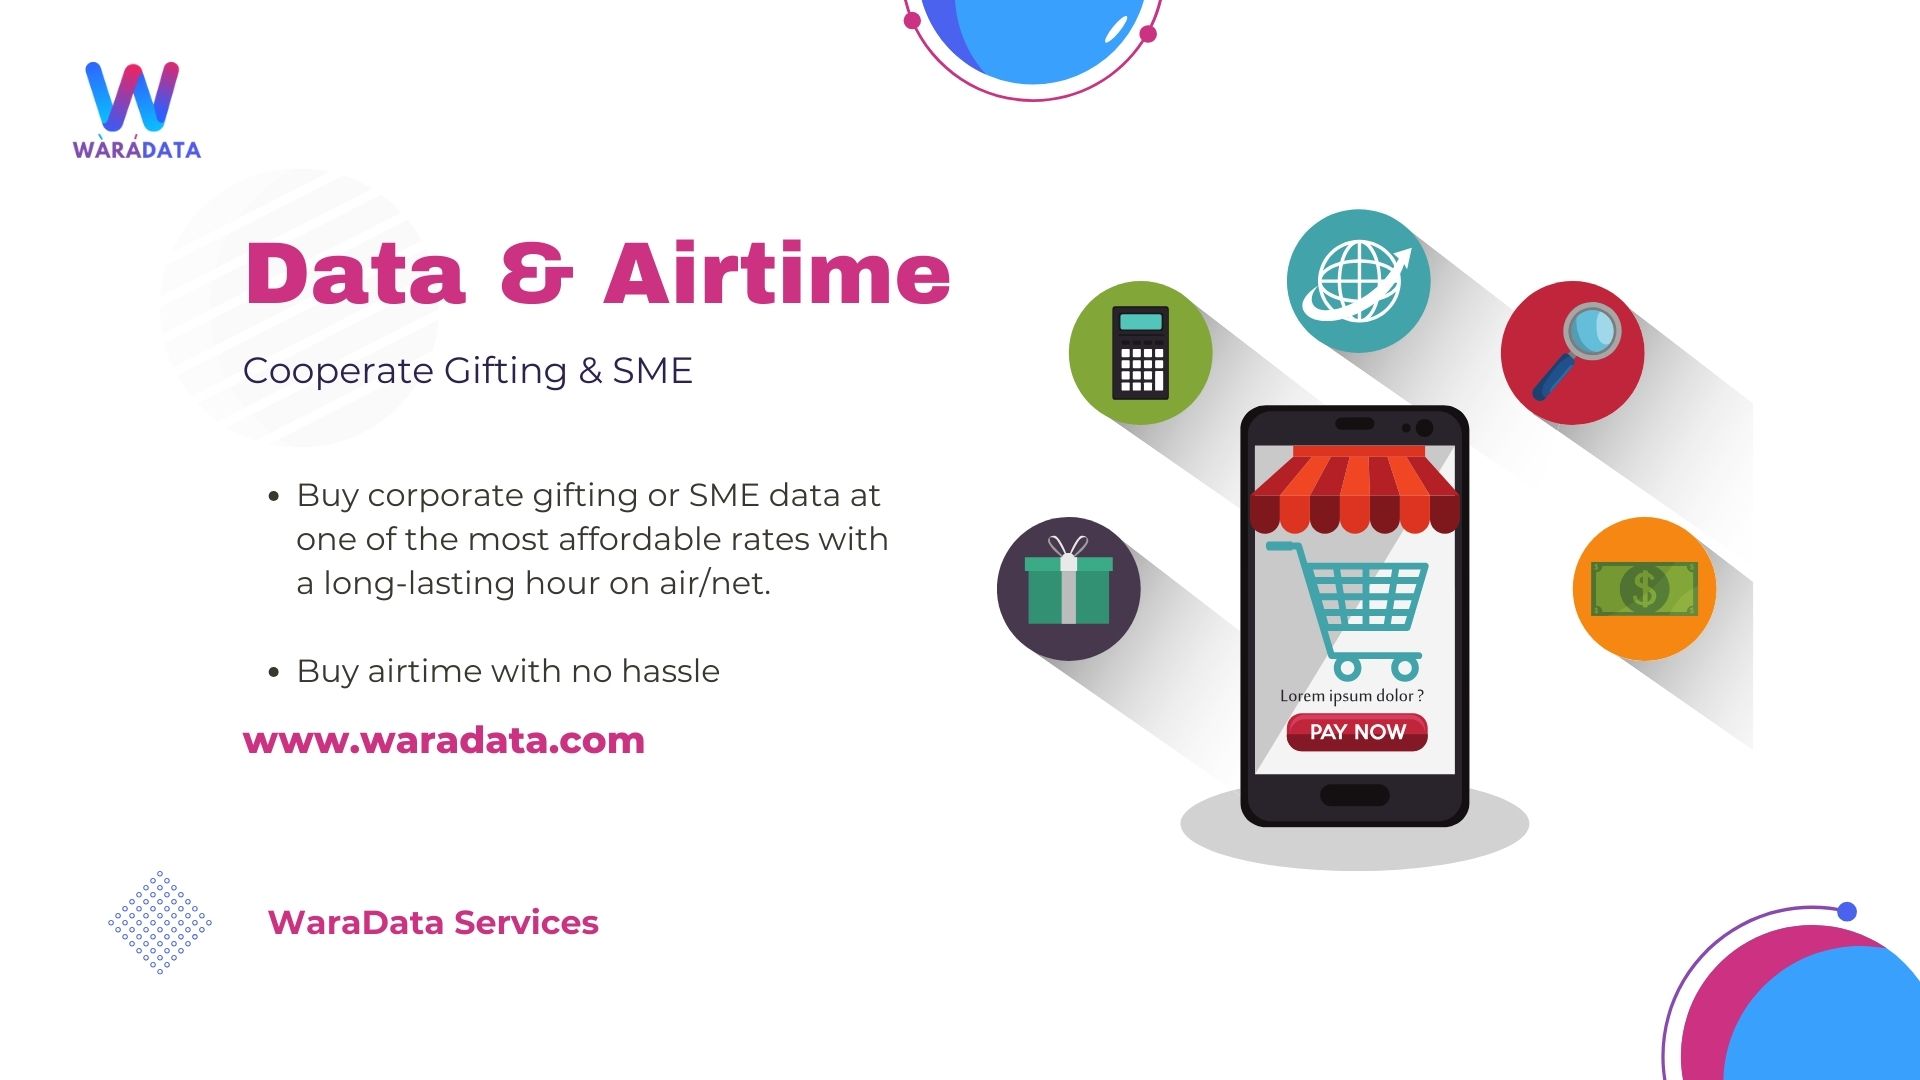 WÀRÁDATA
Data & Airtime
Cooperate Gifting & SME
• Buy corporate gifting or SME data at
one of the most affordable rates with
a long-lasting hour on air/net.
• Buy airtime with no hassle
www.waradata.com
WaraData Services
Lorem ipsum dolor ?
PAY NOW
$